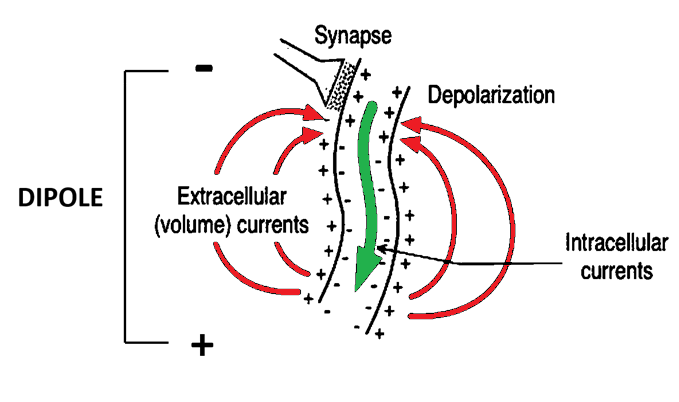 Synapse
-
Depolarization
DIPOLE
Extracellular
(volume) currents
Intracellular
currents
+